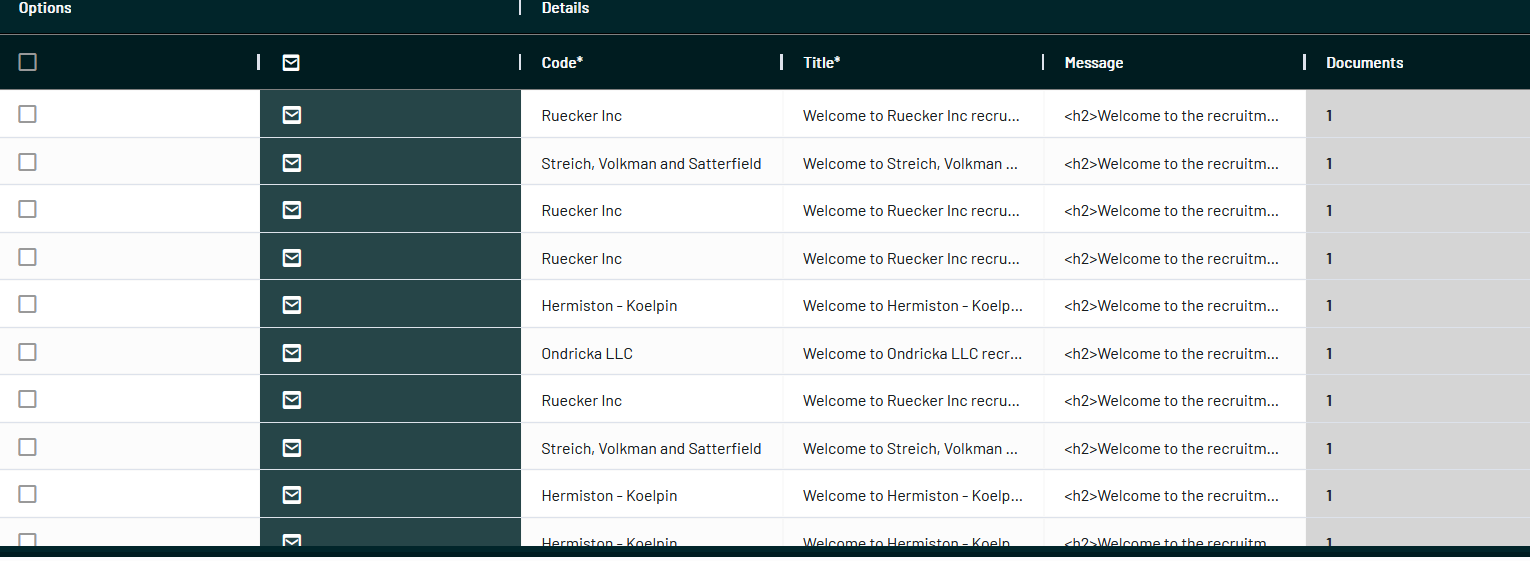 Options Details
Code* Title* Message Documents
Ruecker Inc Welcome to Ruecker Inc recru... <h2>Welcome to the recruitm... 1
Streich, Volkman and Satterfield Welcome to Streich, Volkman ... <h2>Welcome to the recruitm... 1
Ruecker Inc Welcome to Ruecker Inc recru... <h2>Welcome to the recruitm... 1
Ruecker Inc Welcome to Ruecker Inc recru... <h2>Welcome to the recruitm... 1
Hermiston - Koelpin Welcome to Hermiston - Koelp... <h2>Welcome to the recruitm... 1
Ondricka LLC Welcome to Ondricka LLC recr... <h2>Welcome to the recruitm... 1
Ruecker Inc Welcome to Ruecker Inc recru... <h2>Welcome to the recruitm... 1
Streich, Volkman and Satterfield Welcome to Streich, Volkman ... <h2>Welcome to the recruitm... 1
Hermiston - Koelpin Welcome to Hermiston - Koelp... <h2>Welcome to the recruitm... 1
Hermiston - Koelpin Welcome to Hermiston - Koelp... <h2>Welcome to the recruitm... 1